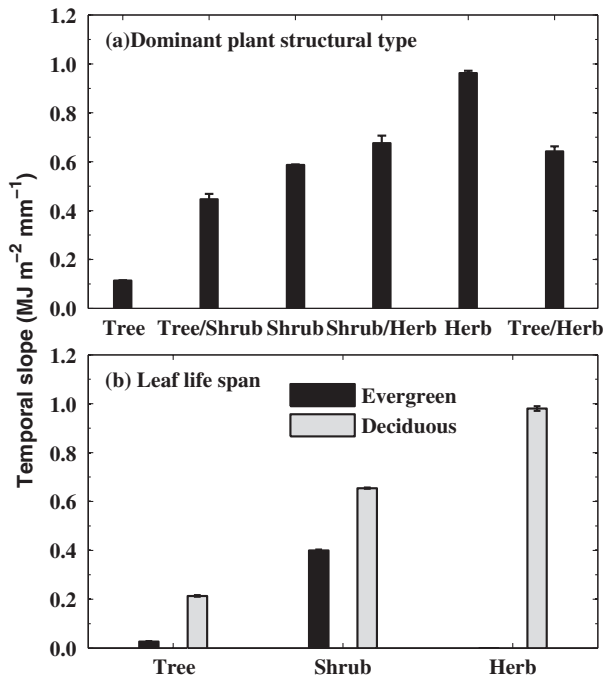 (a)Dominant plant structural type
1.2
1.0
0.8
0.6
0.4
0.2
0.0
Tree Tree/Shrub Shrub Shrub/Herb Herb Tree/Herb
Temporal slope (MJ m⁻² mm⁻¹)
(b) Leaf life span
Evergreen
Deciduous
1.2
1.0
0.8
0.6
0.4
0.2
0.0
Tree Shrub Herb